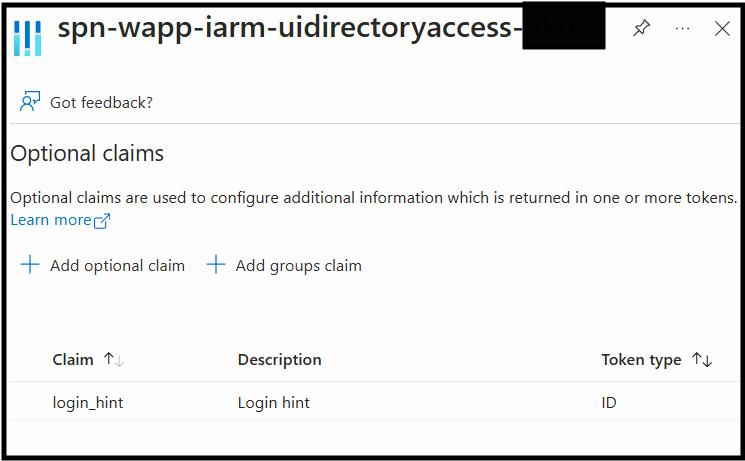 spn-wapp-iarm-uidirectoryaccess-
Got feedback?
Optional claims
Optional claims are used to configure additional information which is returned in one or more tokens.
Learn more
Add optional claim Add groups claim
Claim Description Token type
login_hint Login hint ID